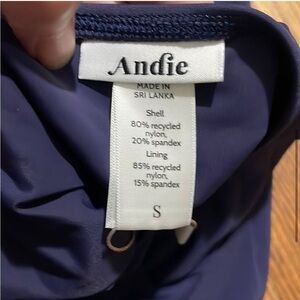 Andie
MADE IN
SRI LANKA
Shell
80% recycled
nylon,
20% spandex
Lining
85% recycled
nylon,
15% spandex
S